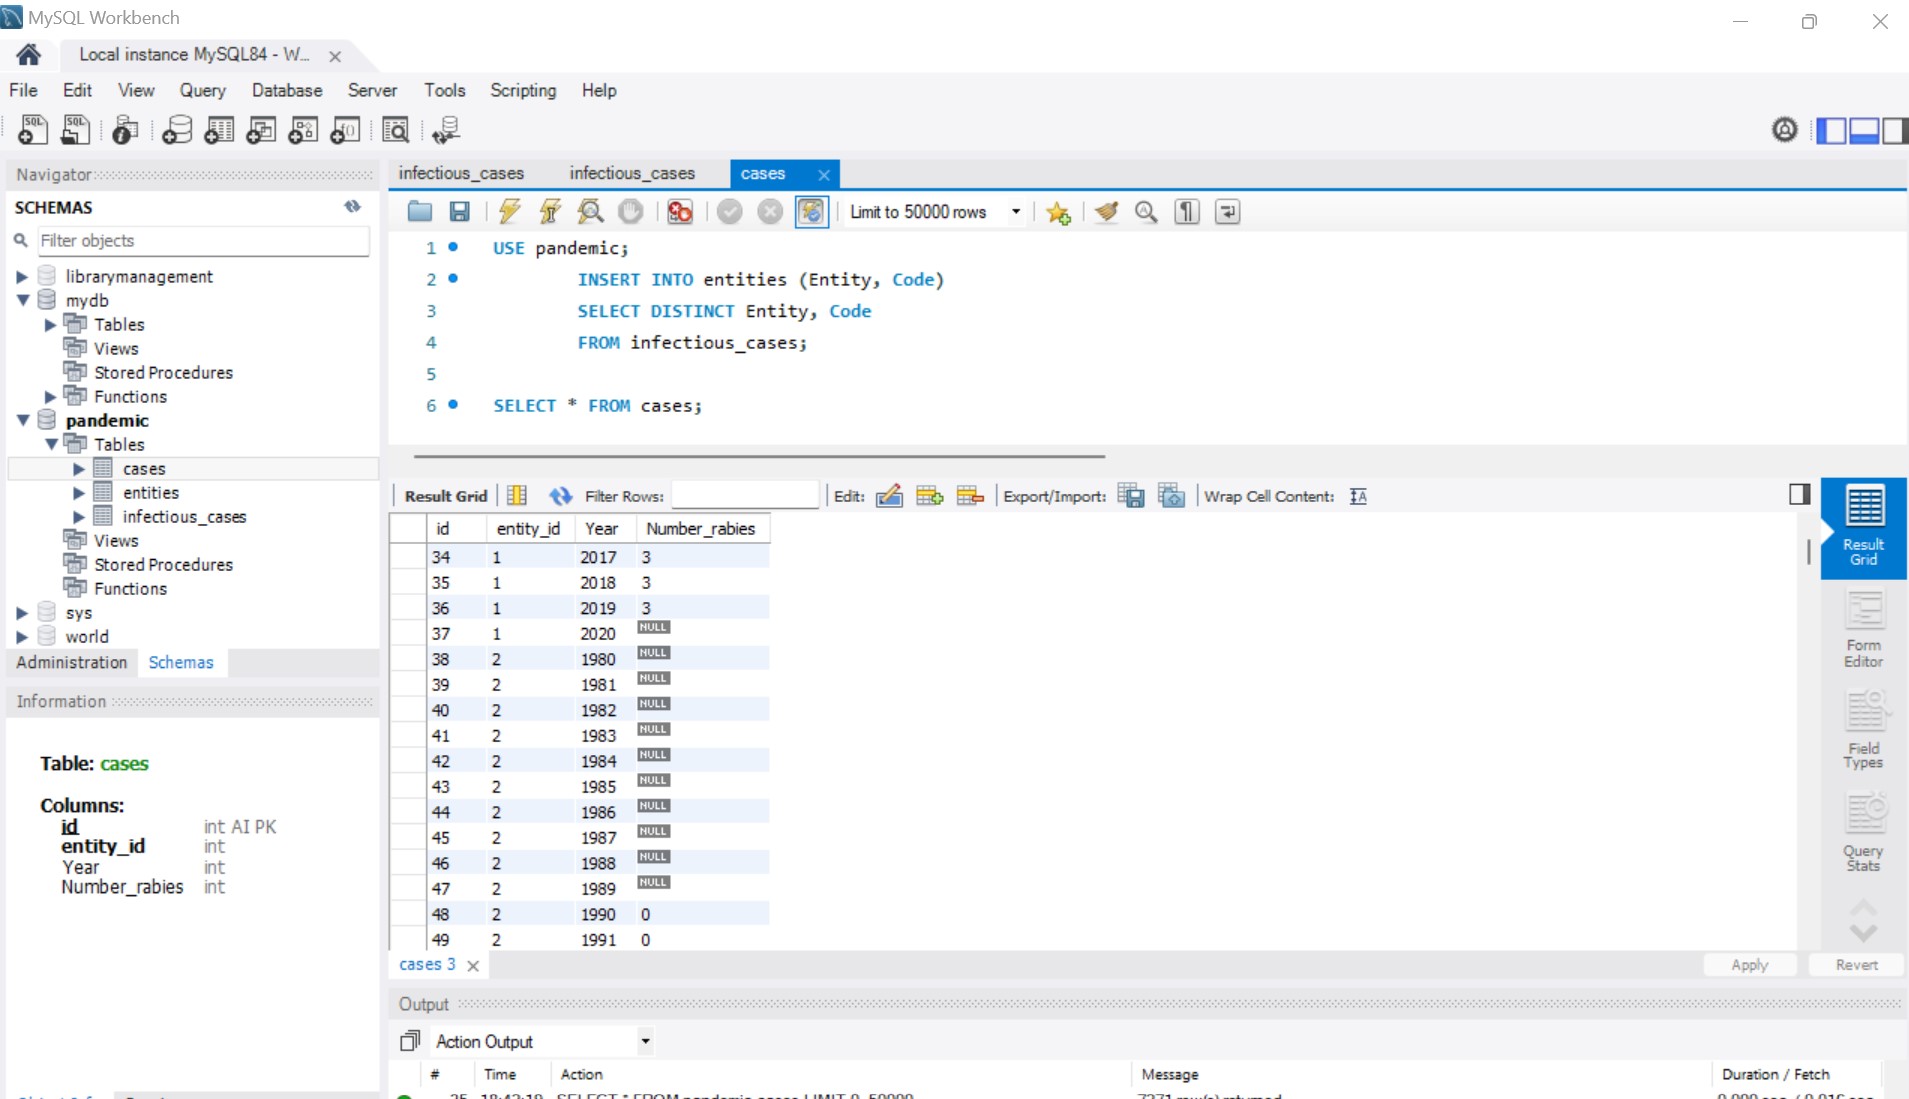 MySQL Workbench
Local instance MySQL84 - W...
File Edit View Query Database Server Tools Scripting Help
Navigator
SCHEMAS
Filter objects
librarymanagement
mydb
Tables
Views
Stored Procedures
Functions
pandemic
Tables
cases
entities
infectious_cases
Views
Stored Procedures
Functions
sys
world
Administration Schemas
Information
Table: cases
Columns:
id int AI PK
entity_id int
Year int
Number_rabies int
infectious_cases infectious_cases cases
Limit to 50000 rows
1 USE pandemic;
2 INSERT INTO entities (Entity, Code)
3 SELECT DISTINCT Entity, Code
4 FROM infectious_cases;
5
6 SELECT * FROM cases;
Result Grid Filter Rows: Edit: Export/Import: Wrap Cell Content:
id entity_id Year Number_rabies
34 1 2017 3
35 1 2018 3
36 1 2019 3
37 1 2020 NULL
38 2 1980 NULL
39 2 1981 NULL
40 2 1982 NULL
41 2 1983 NULL
42 2 1984 NULL
43 2 1985 NULL
44 2 1986 NULL
45 2 1987 NULL
46 2 1988 NULL
47 2 1989 NULL
48 2 1990 0
49 2 1991 0
Result
Grid
Form
Editor
Field
Types
Query
Stats
cases 3
Apply Revert
Output
Action Output
# Time Action Message Duration / Fetch